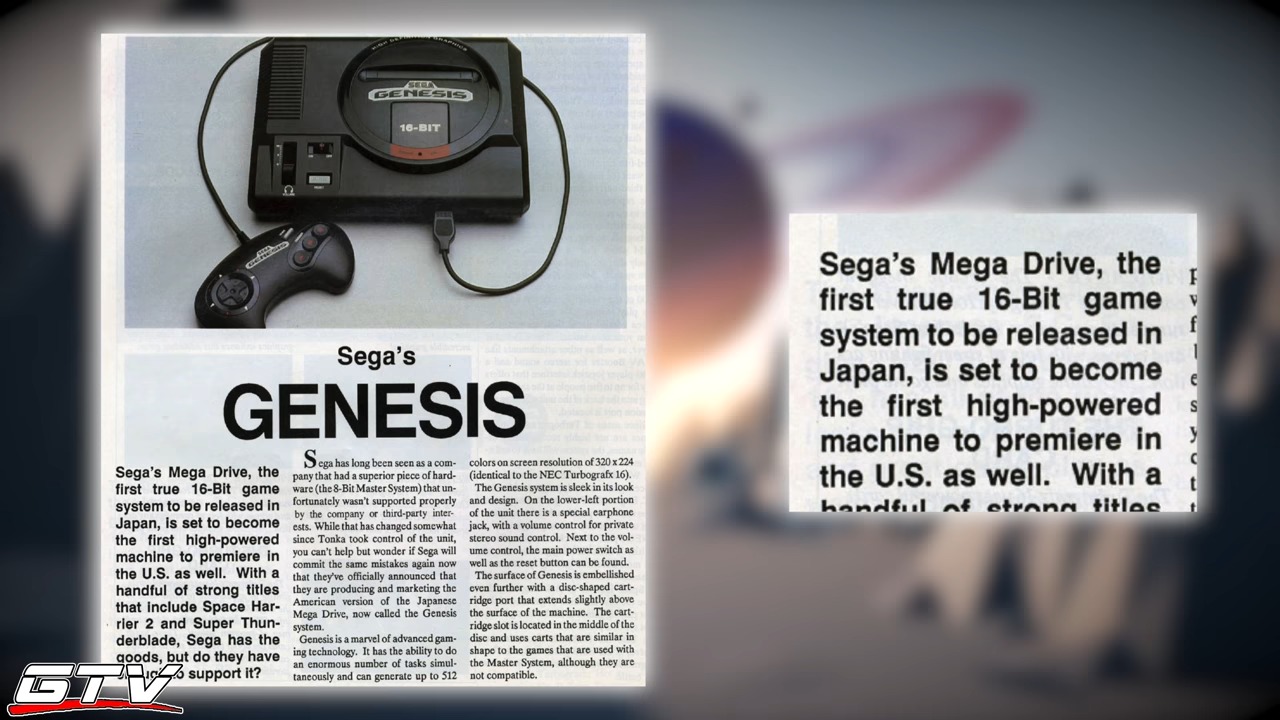 HIGH DEFINITION GRAPHICS
SEGA
GENESIS
16-BIT
RESET
SEGA
GENESIS
Sega's
GENESIS
Sega's Mega Drive, the
first true 16-Bit game
system to be released in
Japan, is set to become
the first high-powered
machine to premiere in
the U.S. as well. With a
handful of strong titles
that include Space Har-
rier 2 and Super Thun-
derblade, Sega has the
goods, but do they have
to support it?
Sega has long been seen as a com-
pany that had a superior piece of hard-
ware (the 8-Bit Master System) that un-
fortunately wasn't supported properly
by the company or third-party inter-
ests. While that has changed somewhat
since Tonka took control of the unit,
you can't help but wonder if Sega will
commit the same mistakes again now
that they've officially announced that
they are producing and marketing the
American version of the Japanese
Mega Drive, now called the Genesis
system.
Genesis is a marvel of advanced gam-
ing technology. It has the ability to do
an enormous number of tasks simul-
taneously and can generate up to 512
colors on screen resolution of 320 x 224
(identical to the NEC Turbografx 16).
The Genesis system is sleek in its look
and design. On the lower-left portion
of the unit there is a special earphone
jack, with a volume control for private
stereo sound control. Next to the vol-
ume control, the main power switch as
well as the reset button can be found.
The surface of Genesis is embellished
even further with a disc-shaped cart-
ridge port that extends slightly above
the surface of the machine. The cart-
ridge slot is located in the middle of the
disc and uses carts that are similar in
shape to the games that are used with
the Master System, although they are
not compatible.
Sega's Mega Drive, the
first true 16-Bit game
system to be released in
Japan, is set to become
the first high-powered
machine to premiere in
the U.S. as well. With a
handful of strong titles
GTV